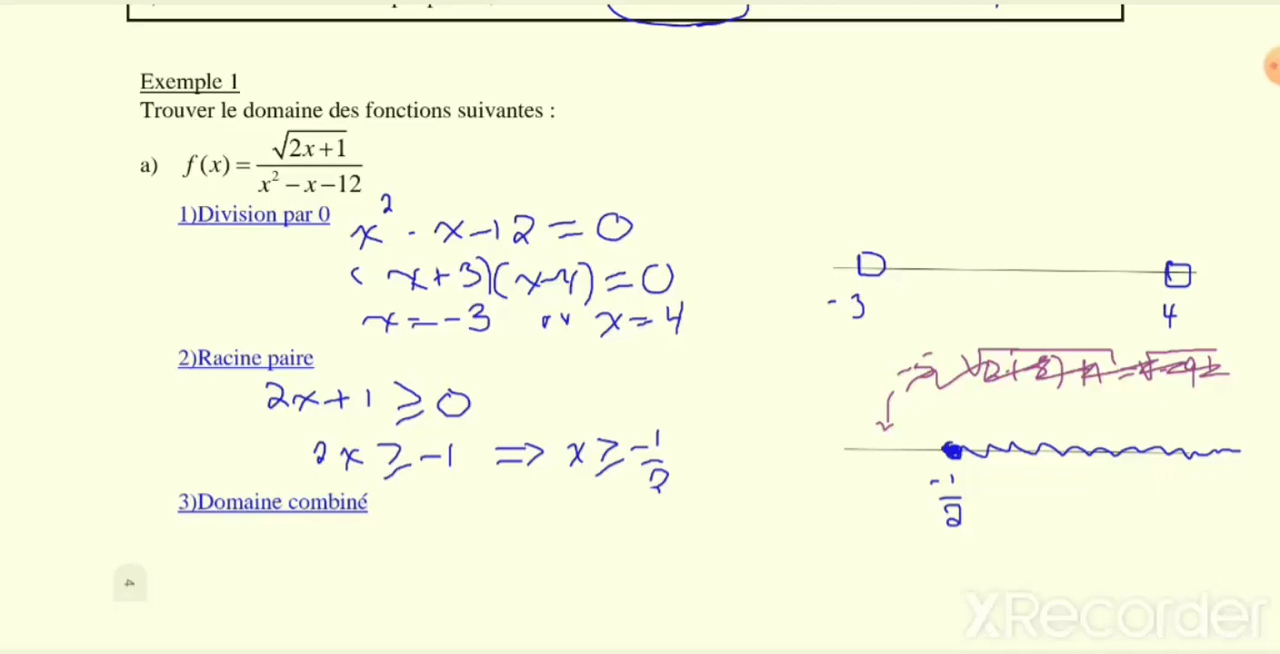 Exemple 1
Trouver le domaine des fonctions suivantes :
a) f(x) = √(2x+1) / (x² − x − 12)
1)Division par 0
x² - x - 12 = 0
(x+3)(x-4) = 0
x = -3 ou x = 4
-3 4
2)Racine paire
2x + 1 ≥ 0
2x ≥ -1 ⇒ x ≥ -1/2
-1/2
3)Domaine combiné
4
XRecorder